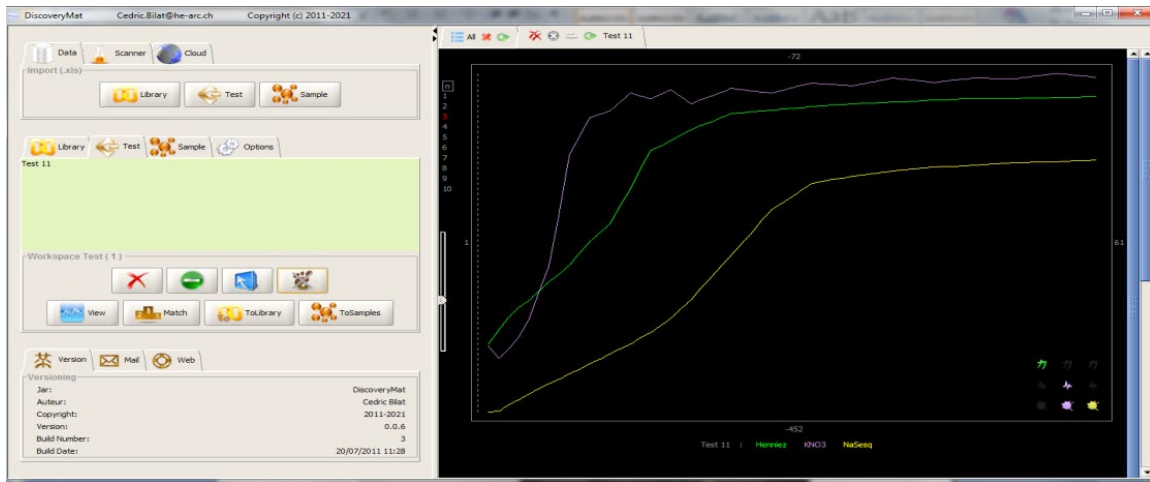 DiscoveryMat Cedric.Bilat@he-arc.ch Copyright (c) 2011-2021
Data Scanner Cloud
Import (.xls)
Library Test Sample
Library Test Sample Options
Test 11
Workspace Test ( 1 )
View Match ToLibrary ToSamples
Version Mail Web
Versioning
Jar: DiscoveryMat
Auteur: Cedric Bilat
Copyright: 2011-2021
Version: 0.0.6
Build Number: 3
Build Date: 20/07/2011 11:28
All Test 11
-72
n
1
2
3
4
5
6
7
8
9
10
1 61
力 力 力
-452
Test 11 : Henniez KNO3 NaSesq